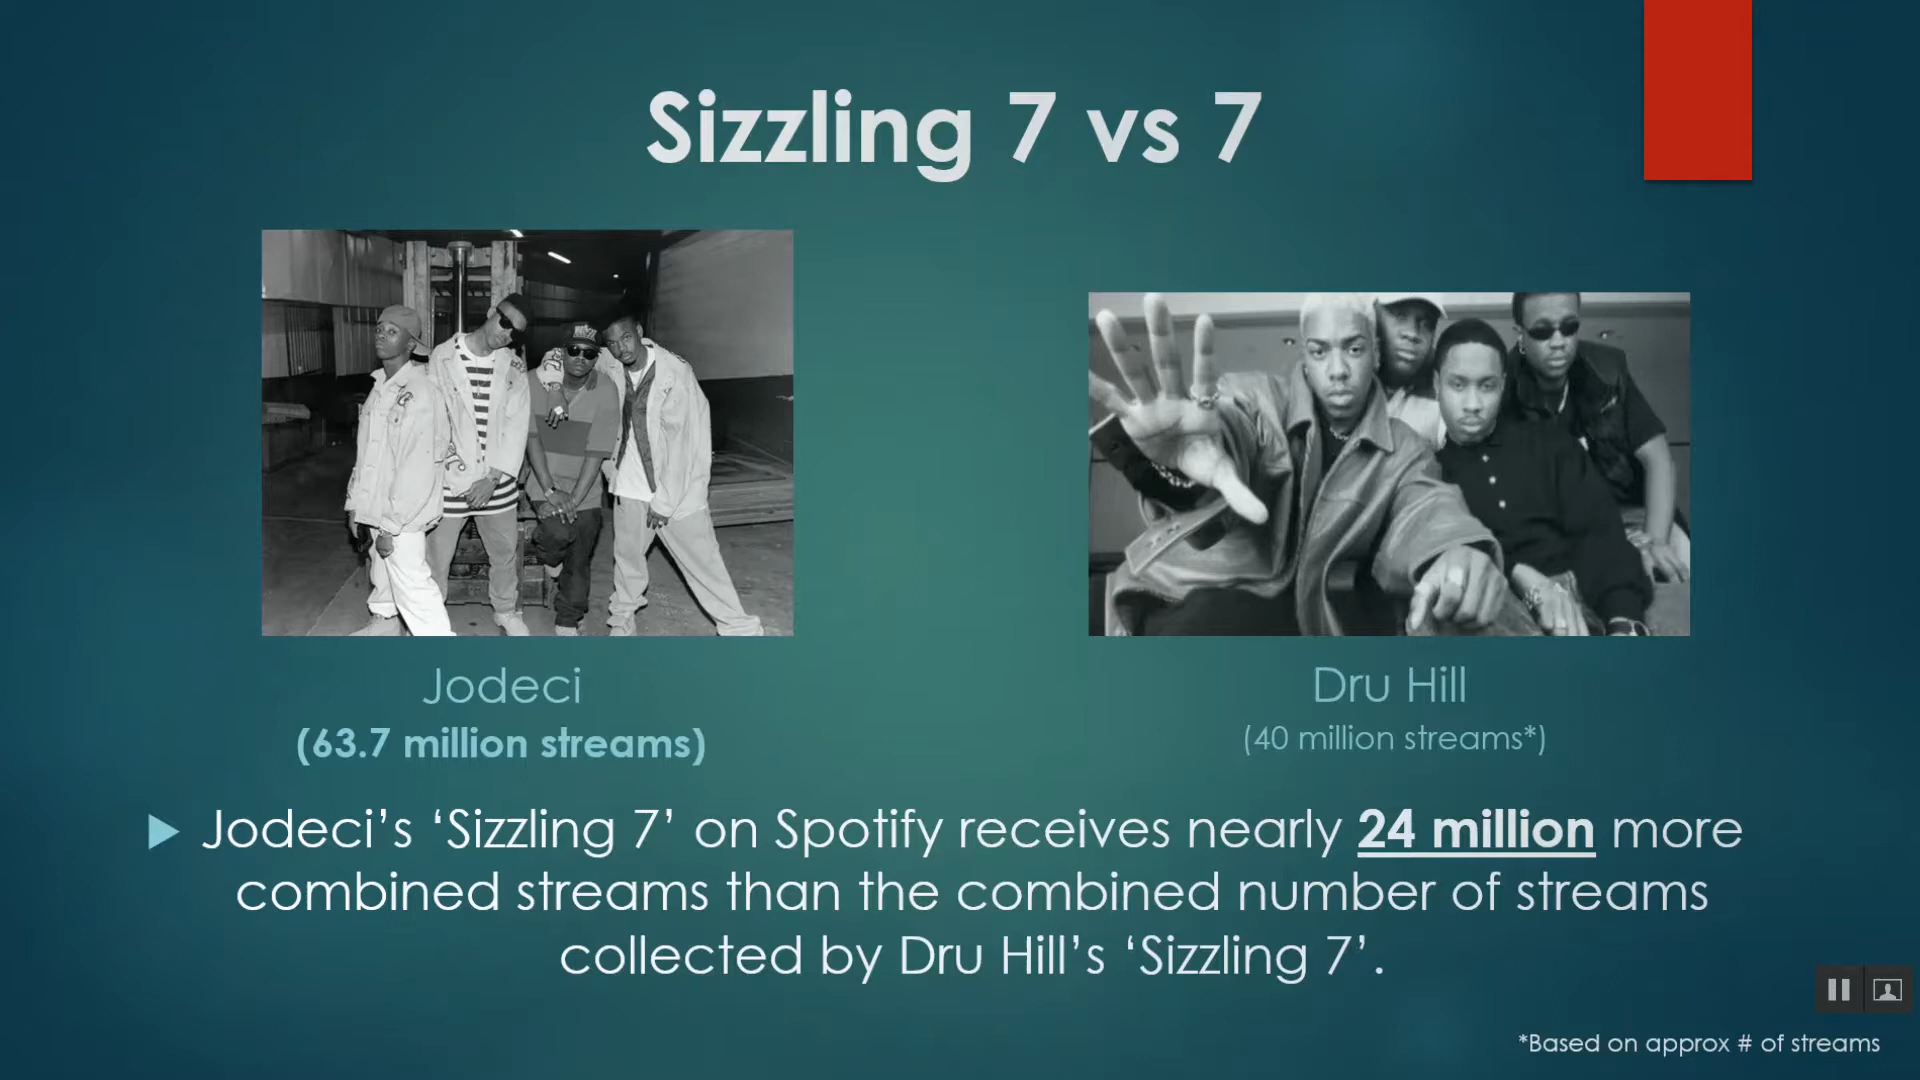 Sizzling 7 vs 7
Jodeci
(63.7 million streams)
Dru Hill
(40 million streams*)
Jodeci’s ‘Sizzling 7’ on Spotify receives nearly 24 million more
combined streams than the combined number of streams
collected by Dru Hill’s ‘Sizzling 7’.
*Based on approx # of streams